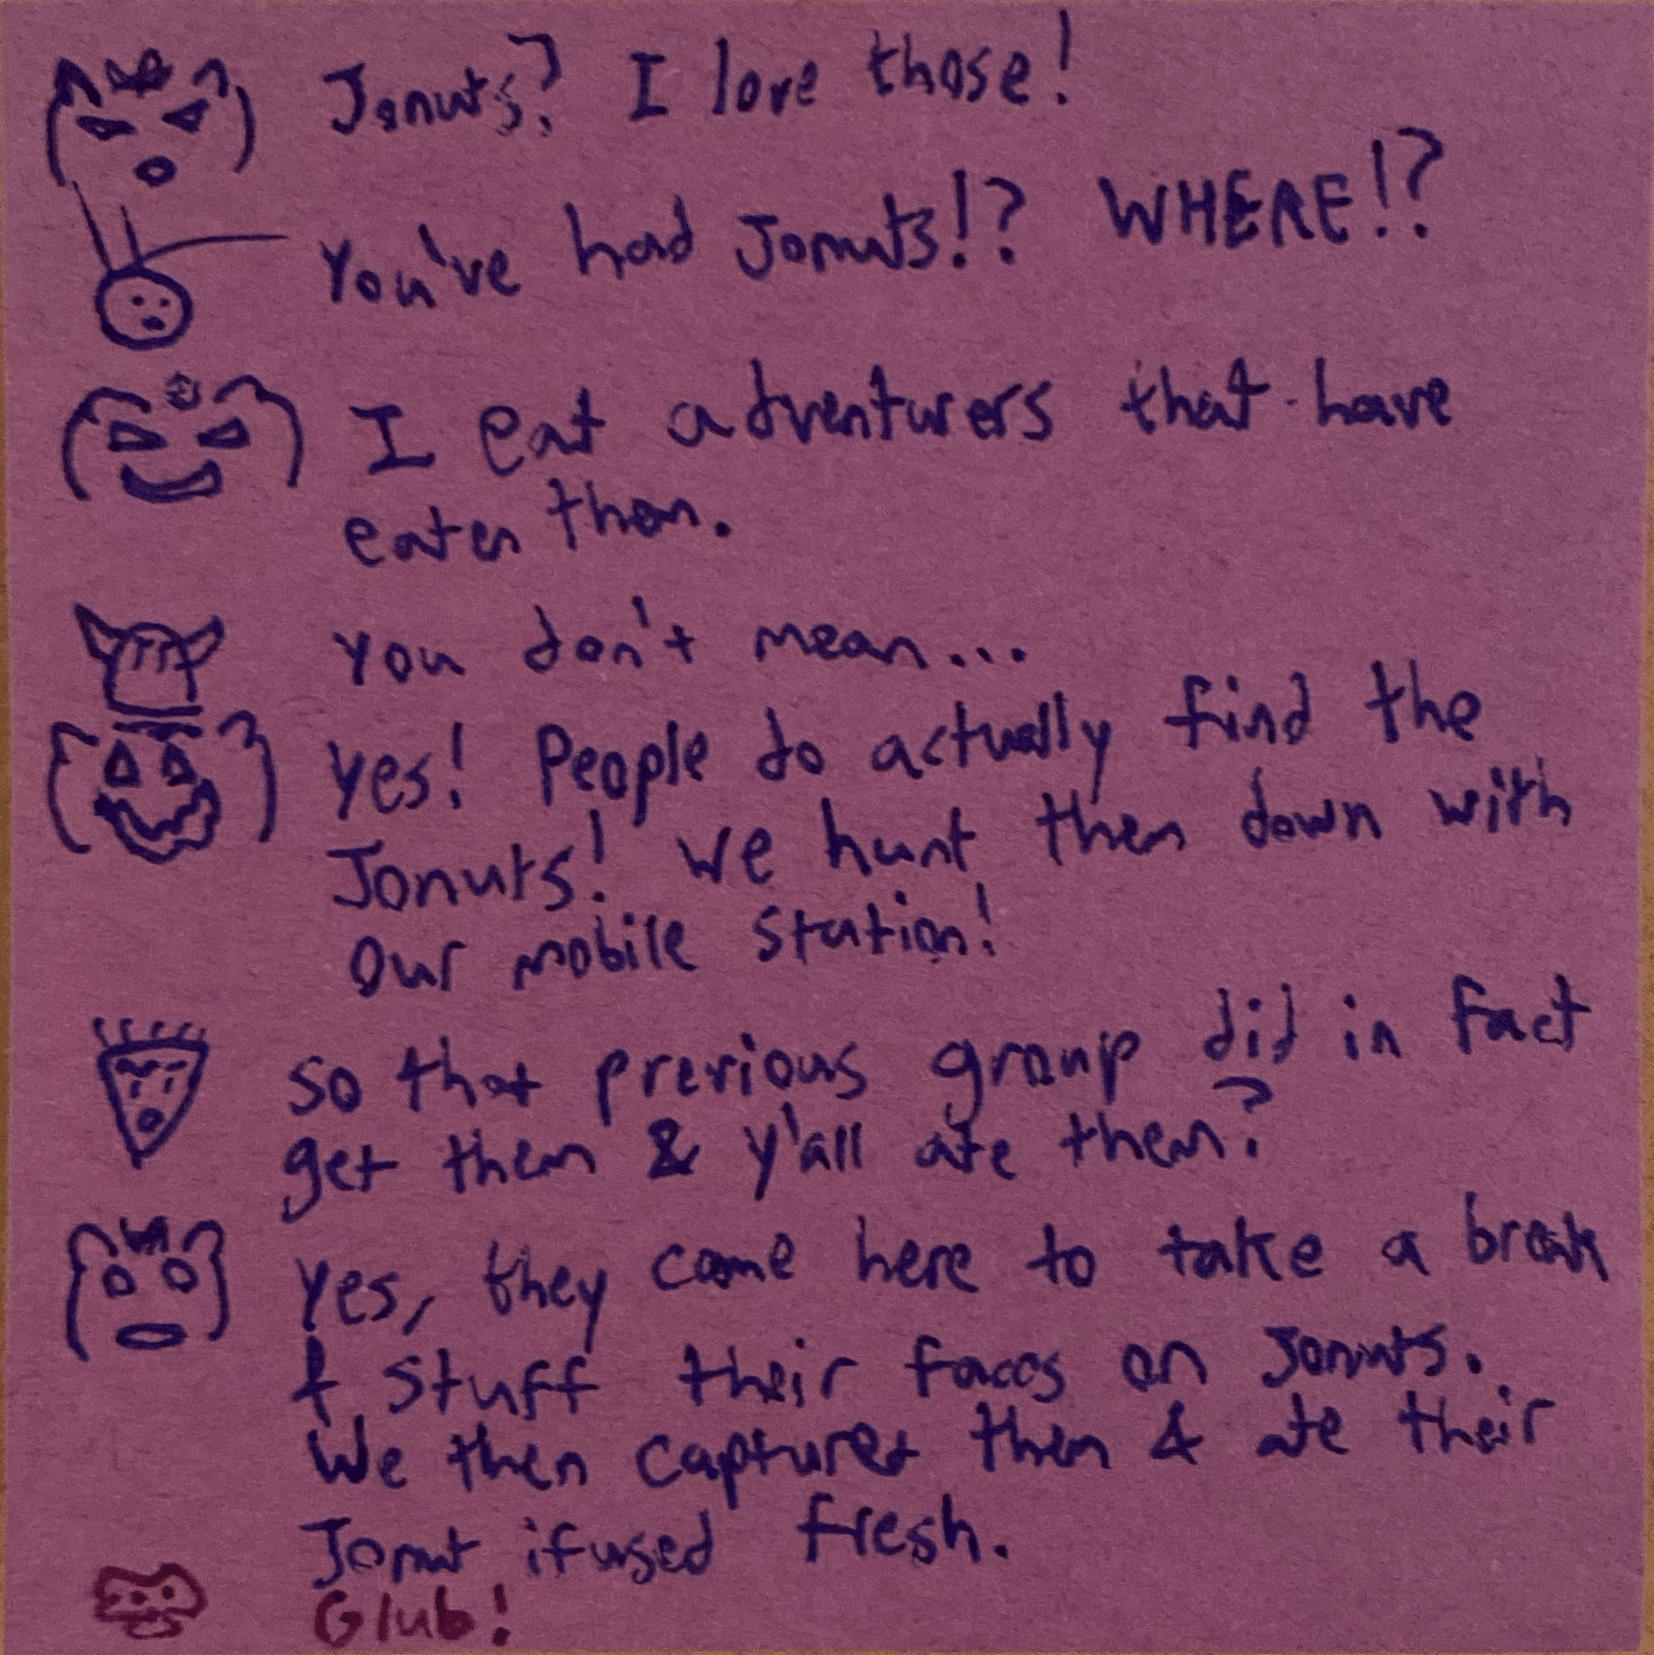 Jonuts? I love those!
You've had Jonuts!? WHERE!?
I eat adventurers that have
eaten them.
You don't mean...
Yes! People do actually find the
Jonuts! We hunt them down with
our mobile station!
So that previous group did in fact
get them & y'all ate them?
Yes, they came here to take a break
& stuff their faces on Jonuts.
We then captured them & ate their
Jonut ifused fresh.
Glub!